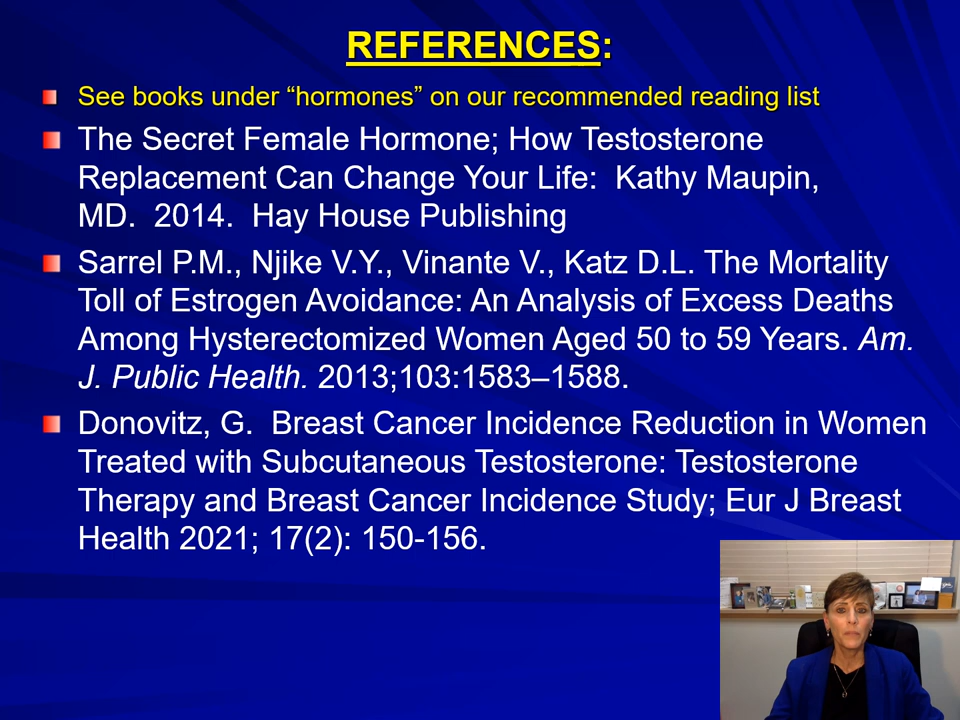 REFERENCES:
See books under “hormones” on our recommended reading list
The Secret Female Hormone; How Testosterone
Replacement Can Change Your Life:  Kathy Maupin,
MD.  2014.  Hay House Publishing
Sarrel P.M., Njike V.Y., Vinante V., Katz D.L. The Mortality
Toll of Estrogen Avoidance: An Analysis of Excess Deaths
Among Hysterectomized Women Aged 50 to 59 Years. Am.
J. Public Health. 2013;103:1583–1588.
Donovitz, G.  Breast Cancer Incidence Reduction in Women
Treated with Subcutaneous Testosterone: Testosterone
Therapy and Breast Cancer Incidence Study; Eur J Breast
Health 2021; 17(2): 150-156.